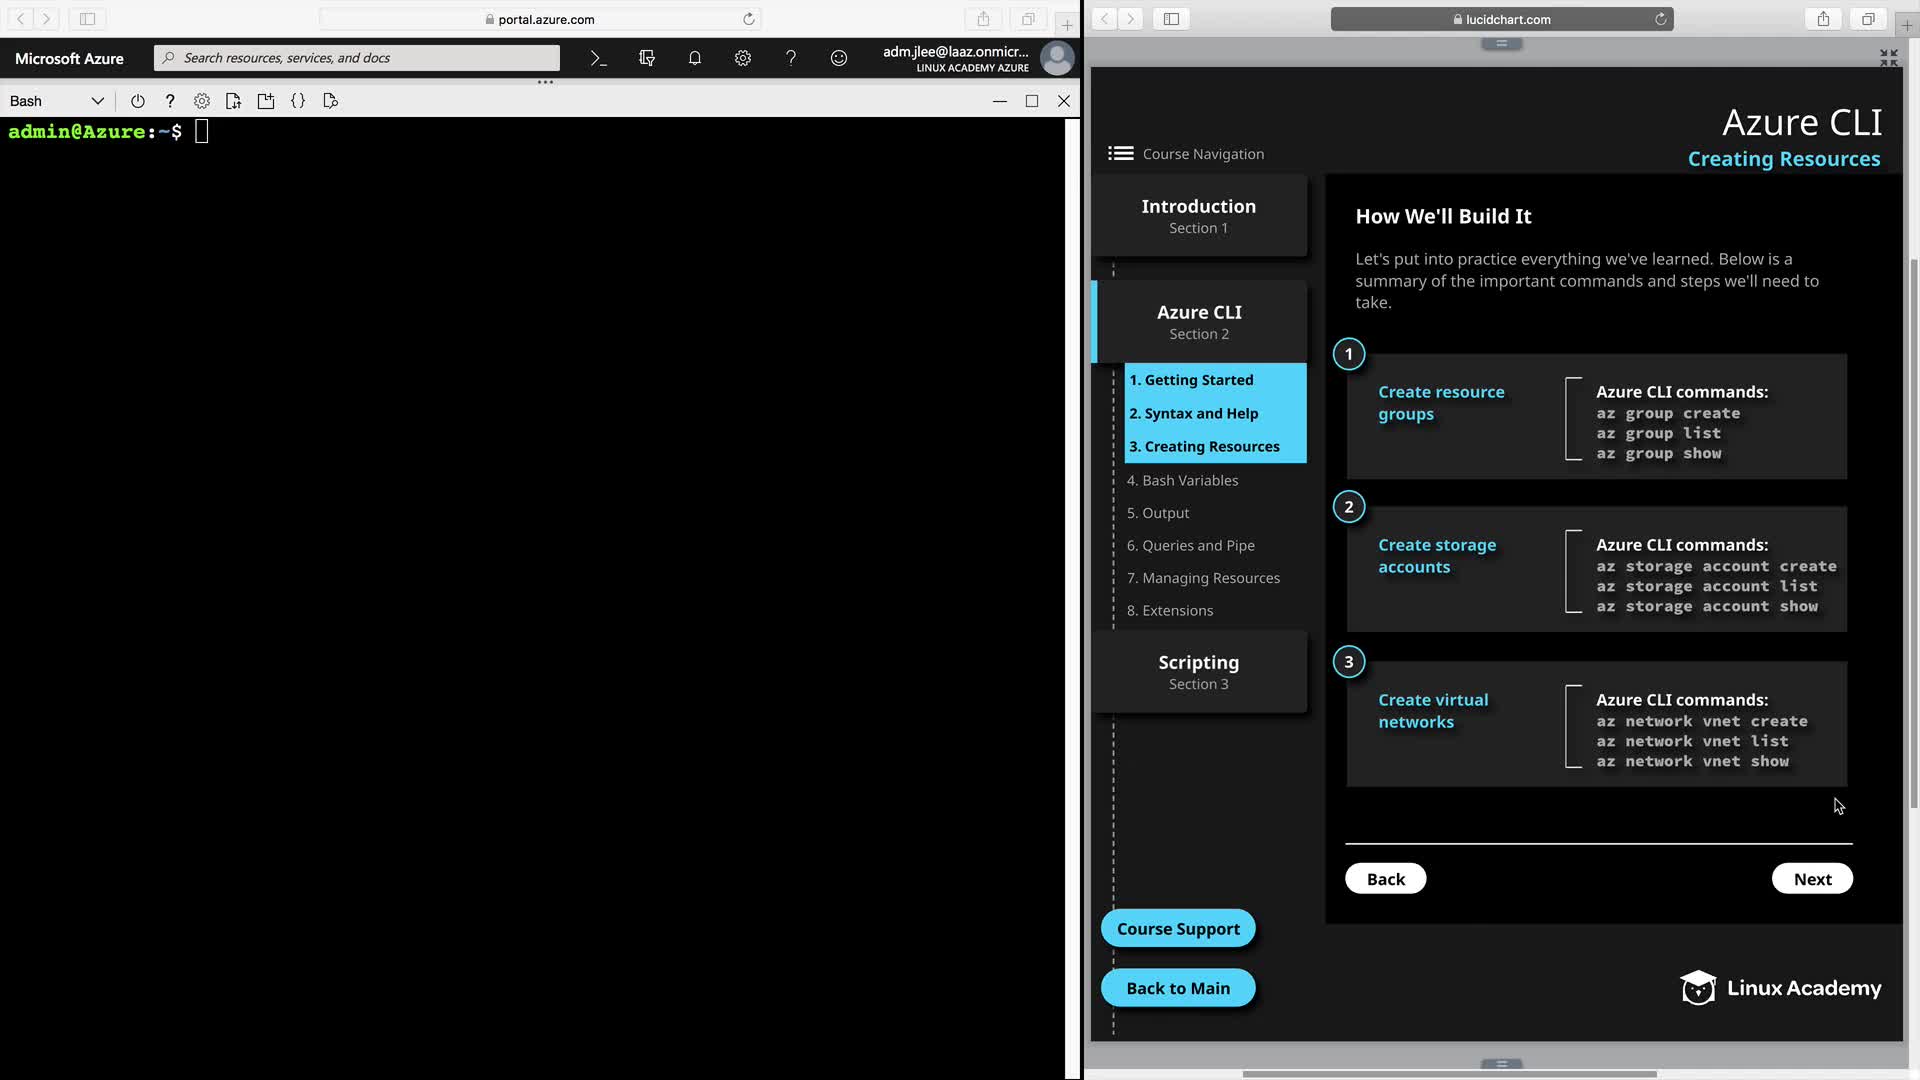 portal.azure.com
Microsoft Azure
Search resources, services, and docs
adm.jlee@laaz.onmicr...
LINUX ACADEMY AZURE
Bash
admin@Azure:~$
lucidchart.com
Azure CLI
Creating Resources
Course Navigation
Introduction
Section 1
Azure CLI
Section 2
1. Getting Started
2. Syntax and Help
3. Creating Resources
4. Bash Variables
5. Output
6. Queries and Pipe
7. Managing Resources
8. Extensions
Scripting
Section 3
Course Support
Back to Main
How We'll Build It
Let's put into practice everything we've learned. Below is a
summary of the important commands and steps we'll need to
take.
1
Create resource
groups
Azure CLI commands:
az group create
az group list
az group show
2
Create storage
accounts
Azure CLI commands:
az storage account create
az storage account list
az storage account show
3
Create virtual
networks
Azure CLI commands:
az network vnet create
az network vnet list
az network vnet show
Back
Next
Linux Academy